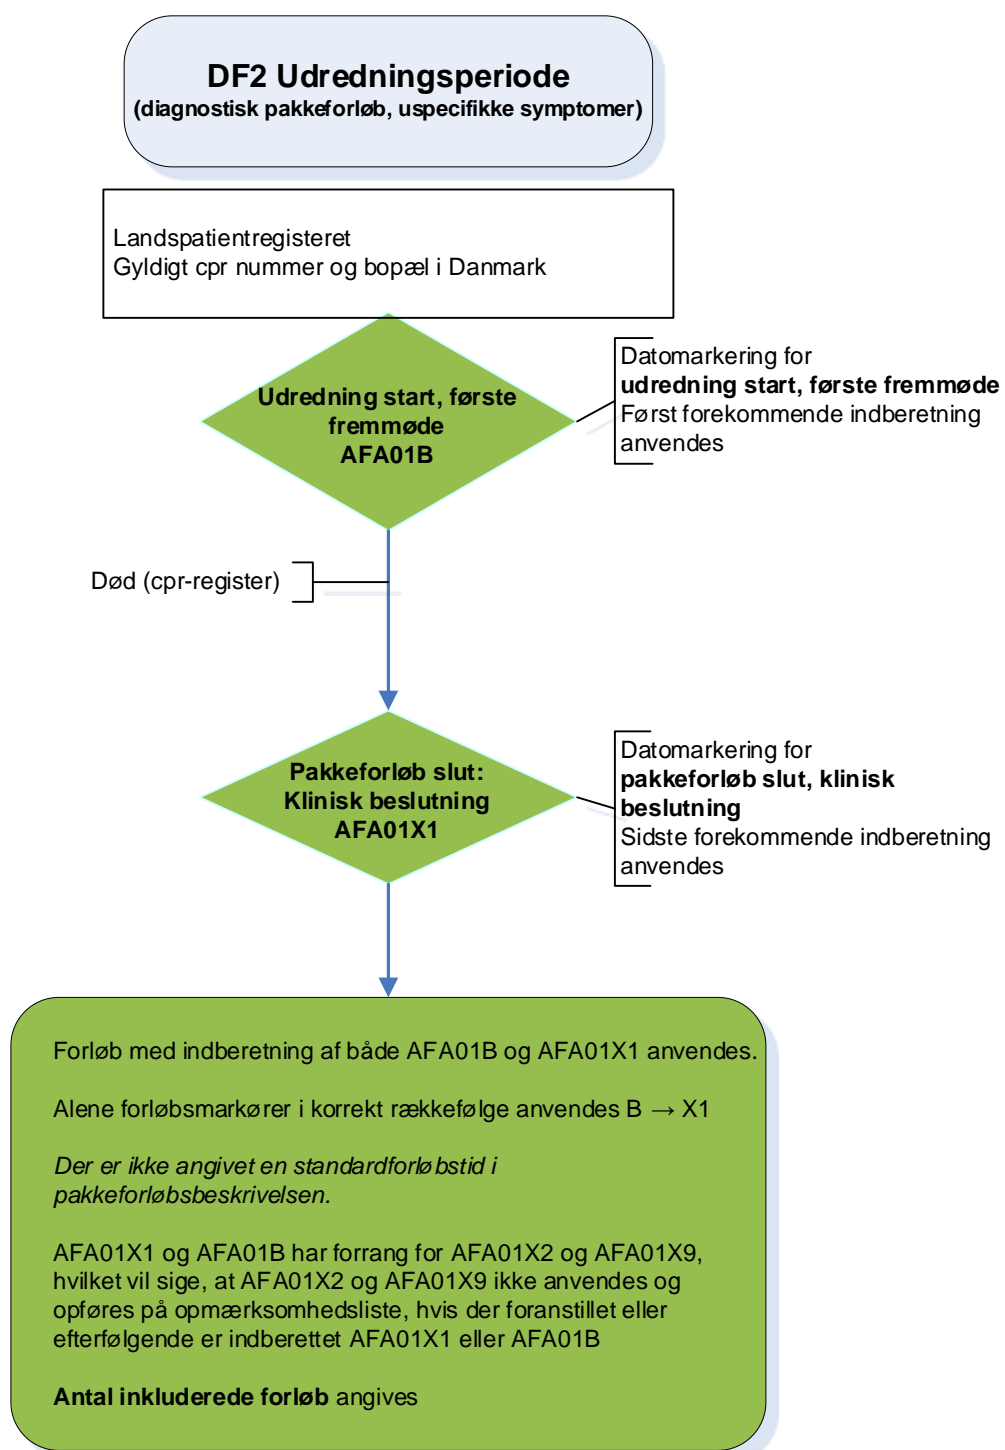 DF2 Udredningsperiode
(diagnostisk pakkeforløb, uspecifikke symptomer)
Landspatientregisteret
Gyldigt cpr nummer og bopæl i Danmark
Udredning start, første
fremmøde
AFA01B
Datomarkering for
udredning start, første fremmøde
Først forekommende indberetning
anvendes
Død (cpr-register)
Pakkeforløb slut:
Klinisk beslutning
AFA01X1
Datomarkering for
pakkeforløb slut, klinisk
beslutning
Sidste forekommende indberetning
anvendes
Forløb med indberetning af både AFA01B og AFA01X1 anvendes.
Alene forløbsmarkører i korrekt rækkefølge anvendes B → X1
Der er ikke angivet en standardforløbstid i
pakkeforløbsbeskrivelsen.
AFA01X1 og AFA01B har forrang for AFA01X2 og AFA01X9,
hvilket vil sige, at AFA01X2 og AFA01X9 ikke anvendes og
opføres på opmærksomhedsliste, hvis der foranstillet eller
efterfølgende er indberettet AFA01X1 eller AFA01B
Antal inkluderede forløb angives